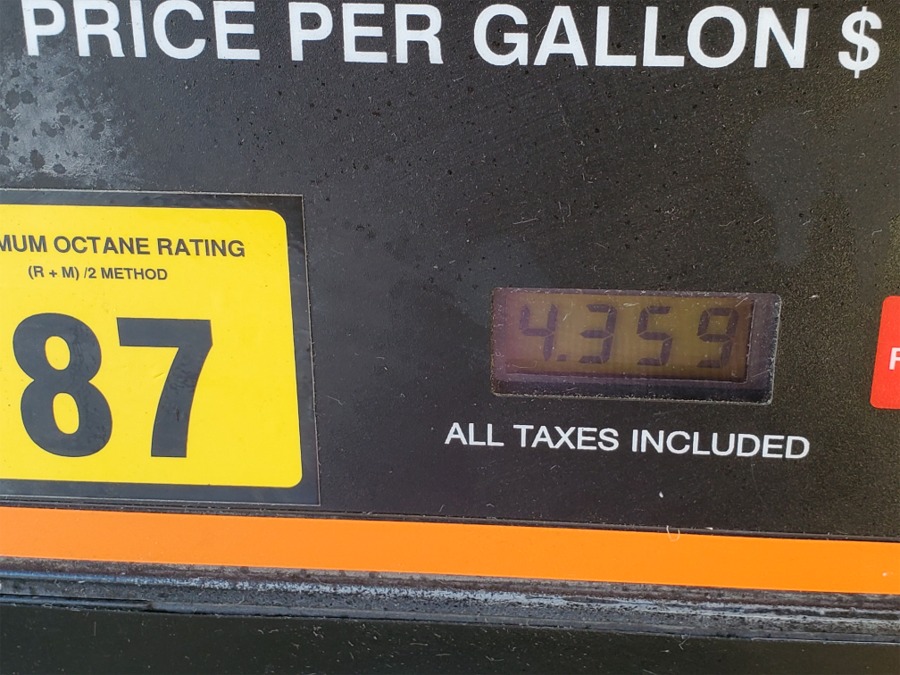 PRICE PER GALLON $
MUM OCTANE RATING
(R + M) /2 METHOD
87
4.359
ALL TAXES INCLUDED